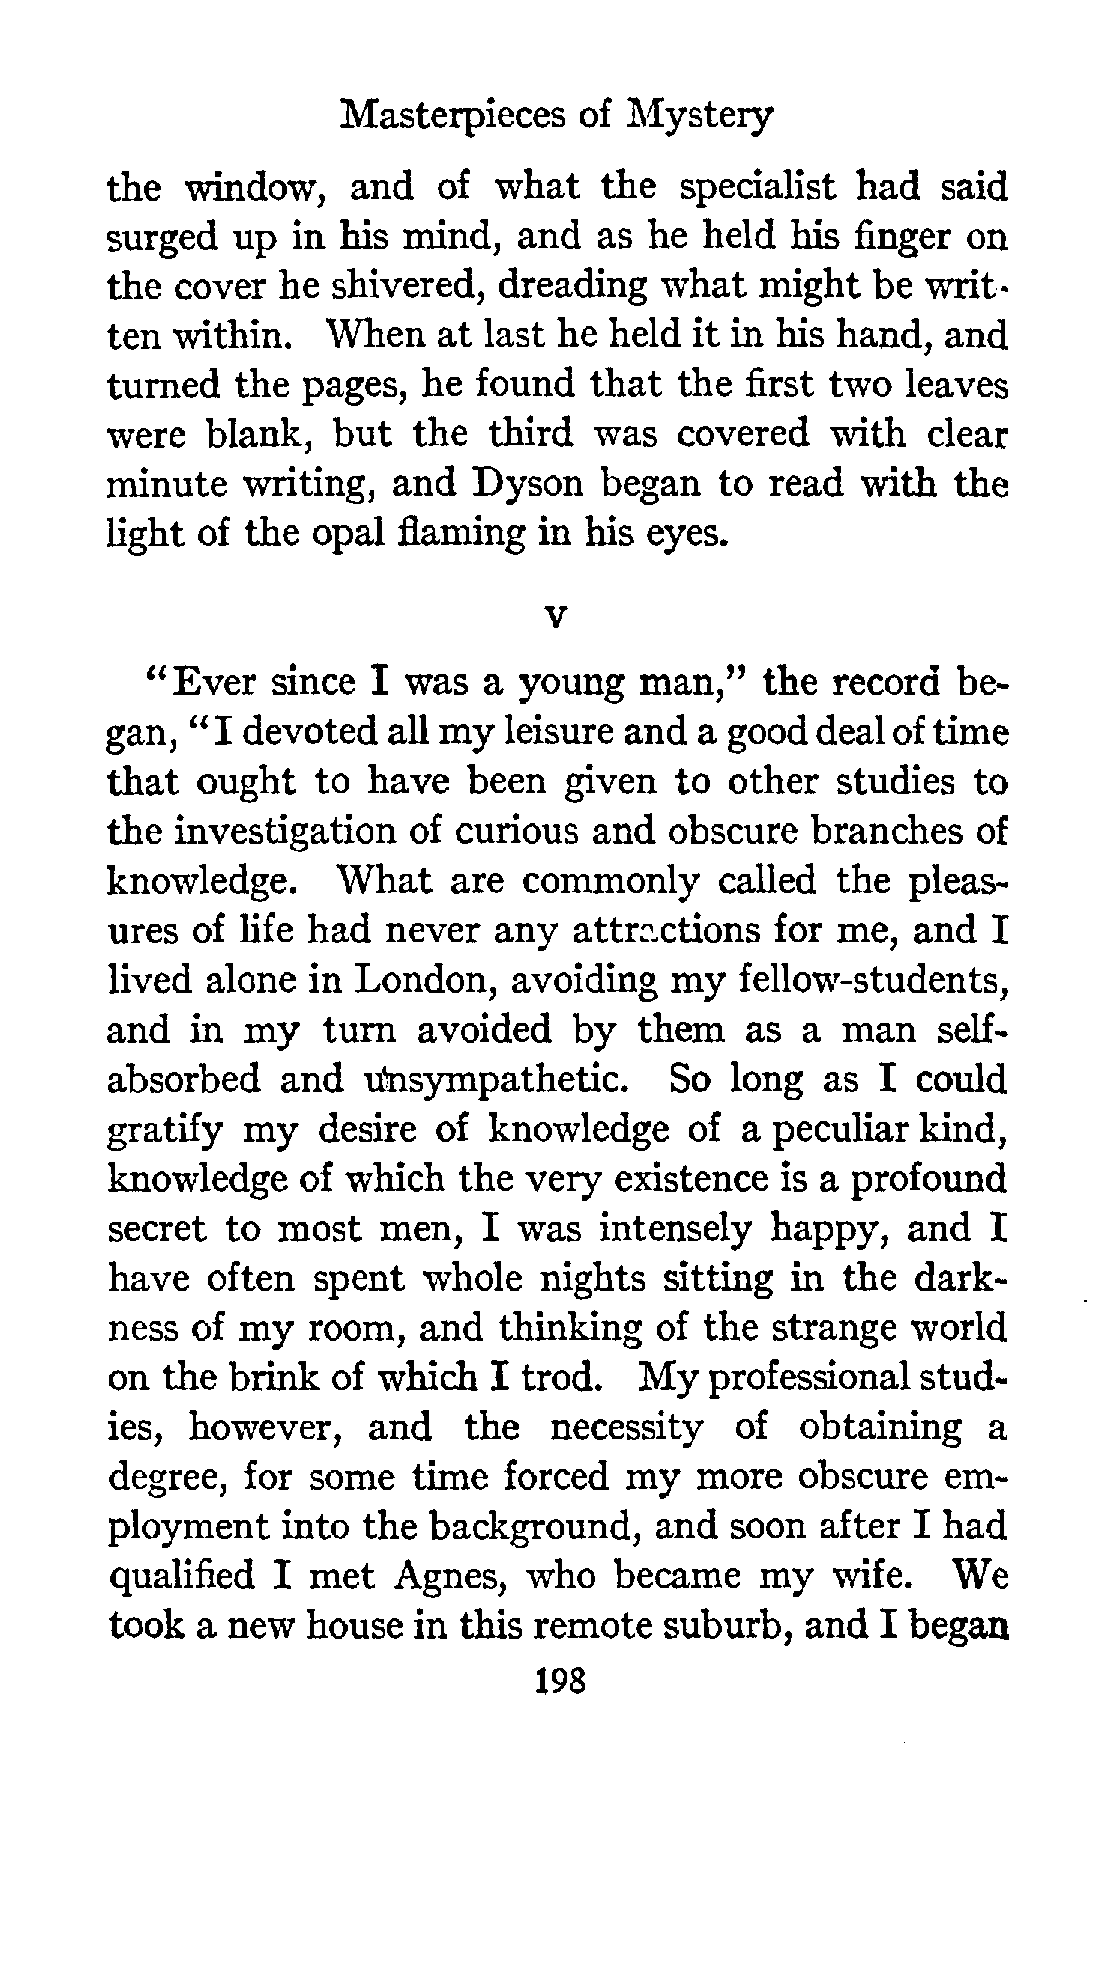 Masterpieces of Mystery
the window, and of what the specialist had said
surged up in his mind, and as he held his finger on
the cover he shivered, dreading what might be writ-
ten within. When at last he held it in his hand, and
turned the pages, he found that the first two leaves
were blank, but the third was covered with clear
minute writing, and Dyson began to read with the
light of the opal flaming in his eyes.
V
"Ever since I was a young man," the record be-
gan, "I devoted all my leisure and a good deal of time
that ought to have been given to other studies to
the investigation of curious and obscure branches of
knowledge. What are commonly called the pleas-
ures of life had never any attractions for me, and I
lived alone in London, avoiding my fellow-students,
and in my turn avoided by them as a man self-
absorbed and unsympathetic. So long as I could
gratify my desire of knowledge of a peculiar kind,
knowledge of which the very existence is a profound
secret to most men, I was intensely happy, and I
have often spent whole nights sitting in the dark-
ness of my room, and thinking of the strange world
on the brink of which I trod. My professional stud-
ies, however, and the necessity of obtaining a
degree, for some time forced my more obscure em-
ployment into the background, and soon after I had
qualified I met Agnes, who became my wife. We
took a new house in this remote suburb, and I began
198